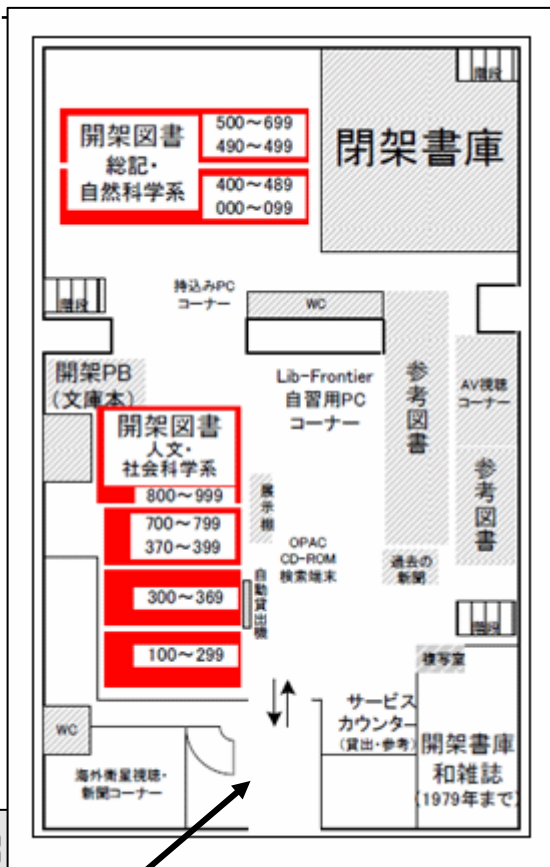 階段
閉架書庫
開架図書
総記・
自然科学系
500～699
490～499
400～489
000～099
階段
持込みPC
コーナー
WC
開架PB
(文庫本)
Lib-Frontier
自習用PC
コーナー
参考図書
AV視聴
コーナー
参考図書
開架図書
人文・
社会科学系
800～999
700～799
370～399
300～369
100～299
展示棚
自動貸出機
OPAC
CD-ROM
検索端末
過去の
新聞
階段
複写室
サービス
カウンター
(貸出・参考)
開架書庫
和雑誌
(1979年まで)
WC
海外衛星視聴・
新聞コーナー